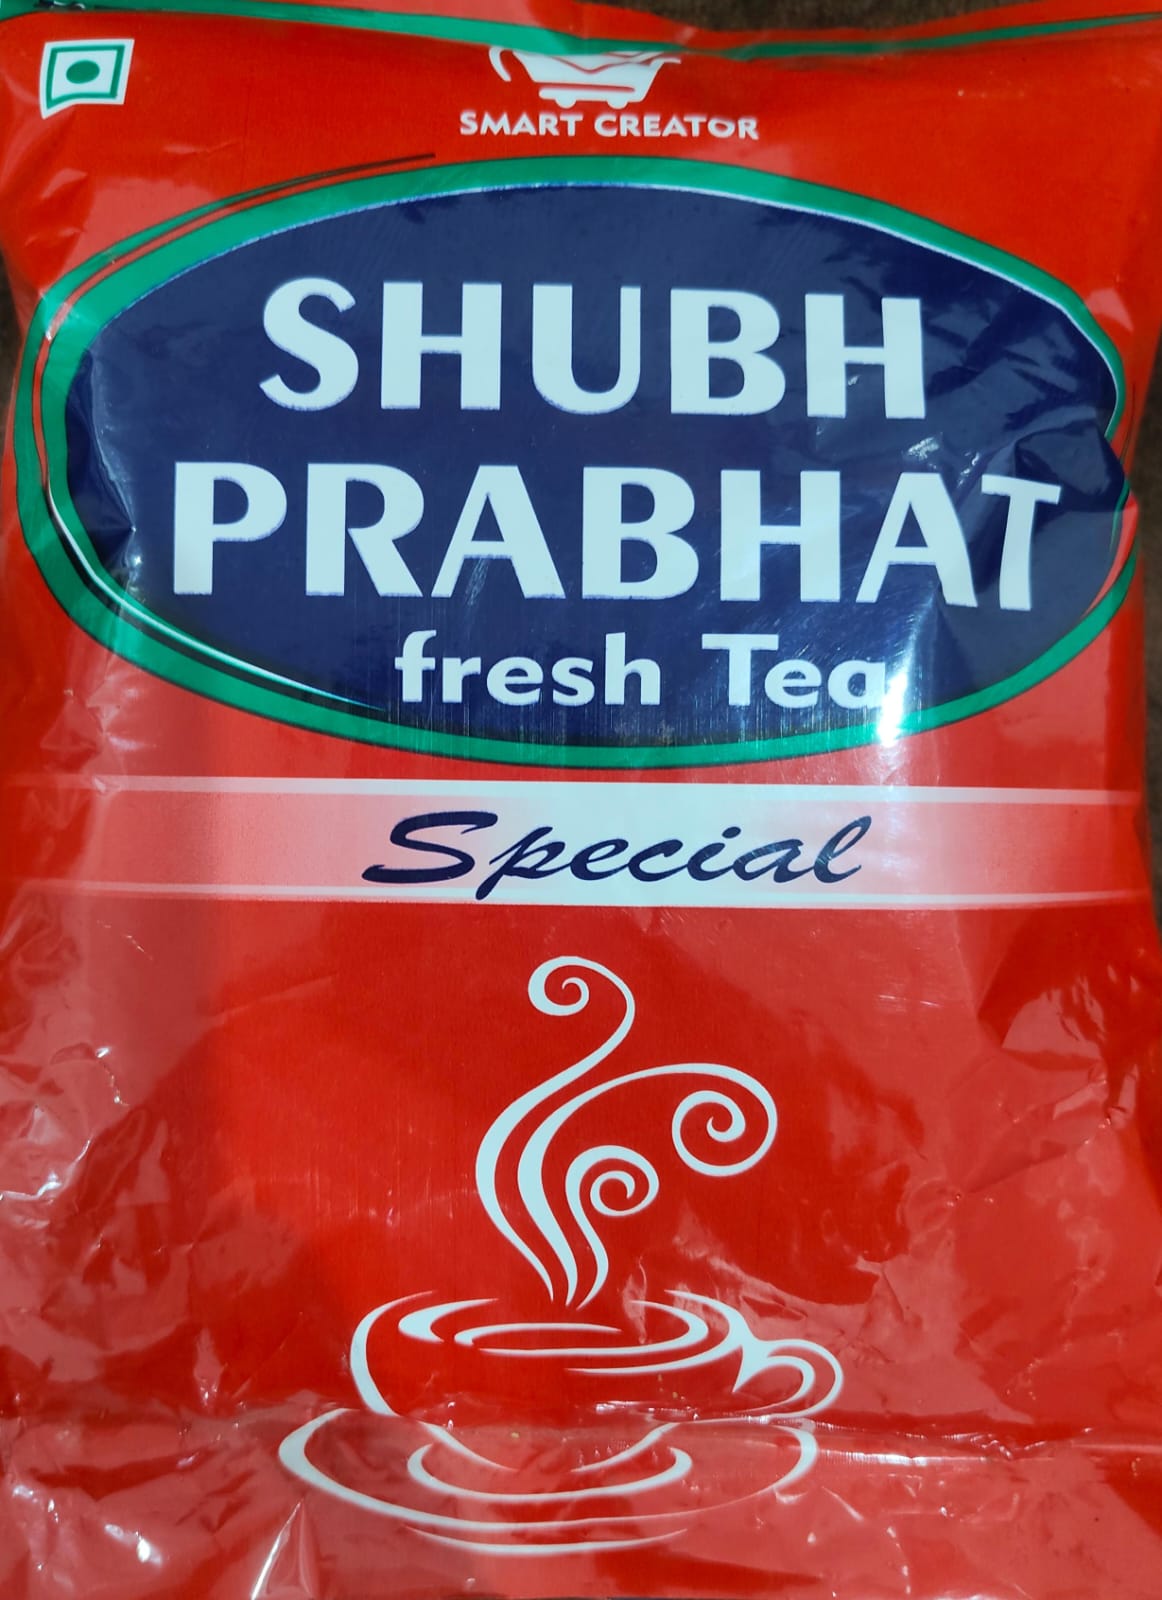 SMART CREATOR
SHUBH
PRABHAT
fresh Tea
Special